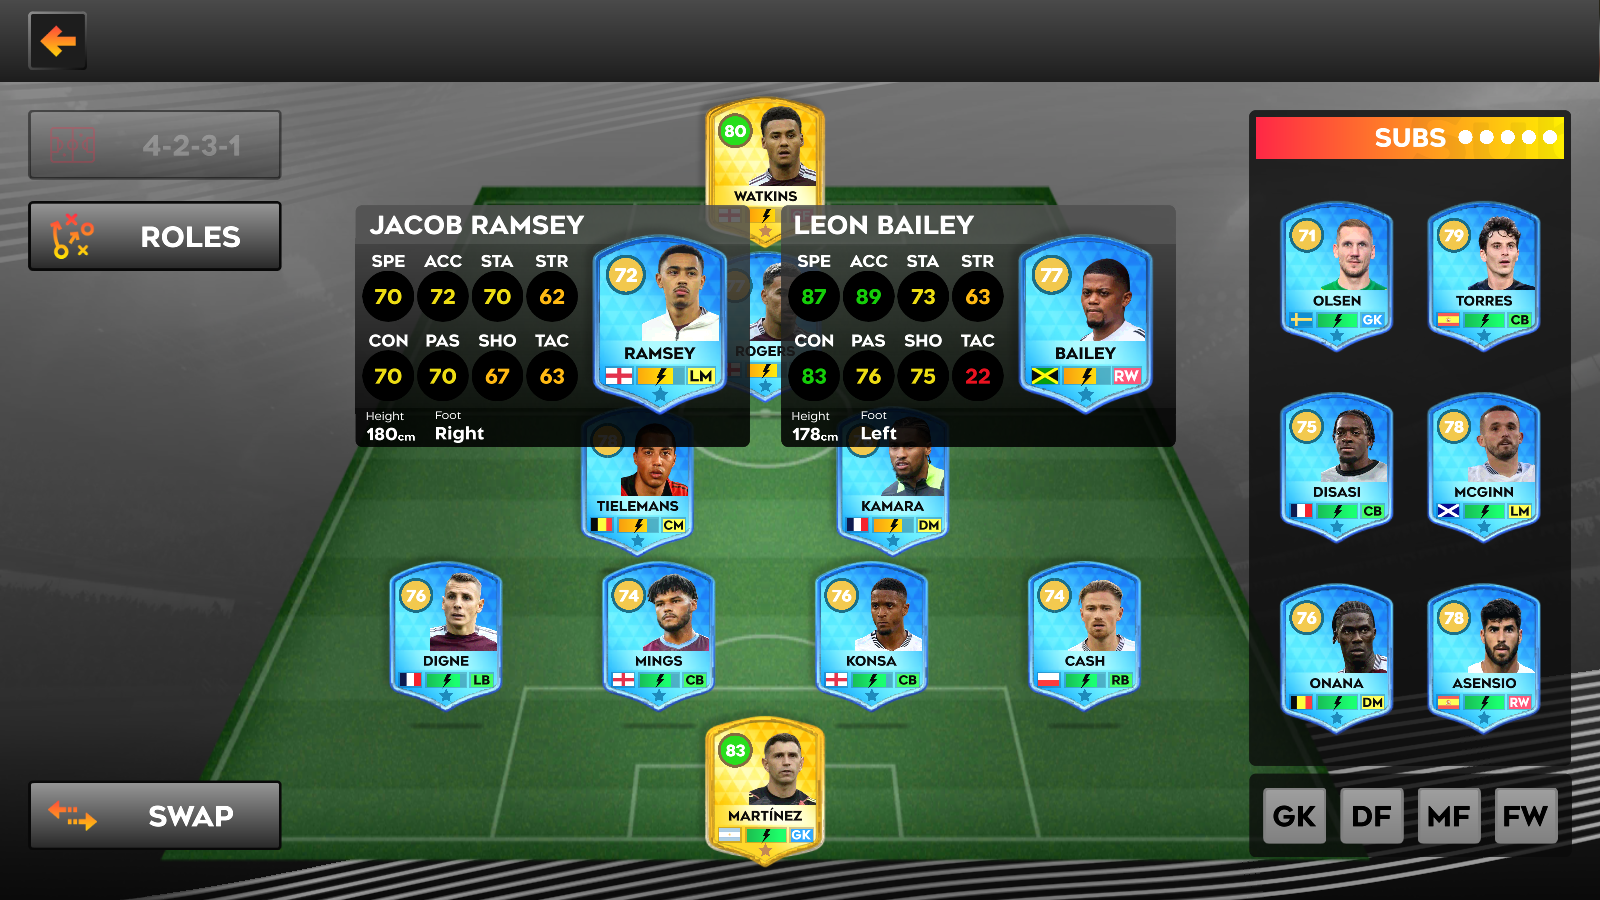 4-2-3-1
ROLES
SWAP
80
WATKINS
JACOB RAMSEY
SPE ACC STA STR
70 72 70 62
CON PAS SHO TAC
70 70 67 63
Height Foot
180cm Right
72
RAMSEY
LM
ROGERS
LEON BAILEY
SPE ACC STA STR
87 89 73 63
CON PAS SHO TAC
83 76 75 22
Height Foot
178cm Left
77
BAILEY
RW
78
TIELEMANS
CM
KAMARA
DM
76
DIGNE
LB
74
MINGS
CB
76
KONSA
CB
74
CASH
RB
83
MARTÍNEZ
GK
SUBS
71
OLSEN
GK
79
TORRES
CB
75
DISASI
CB
78
MCGINN
LM
76
ONANA
DM
78
ASENSIO
RW
GK DF MF FW